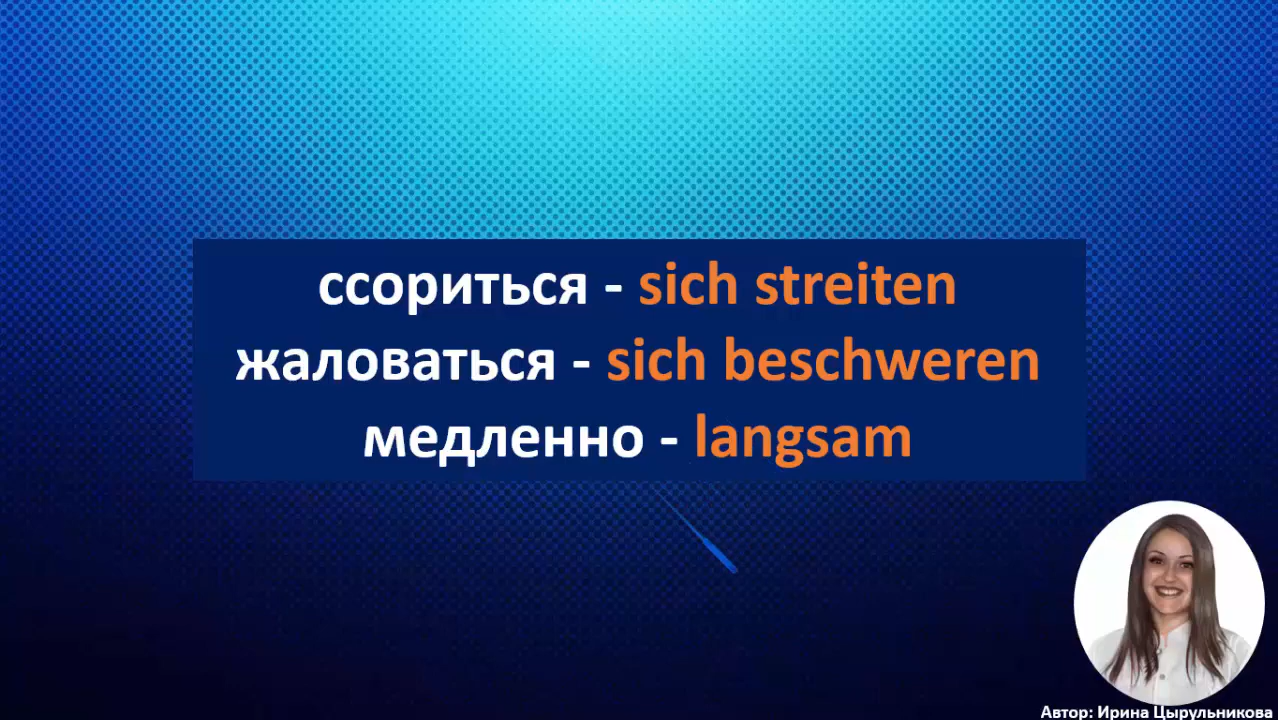 ссориться - sich streiten
жаловаться - sich beschweren
медленно - langsam
Автор: Ирина Цырульникова